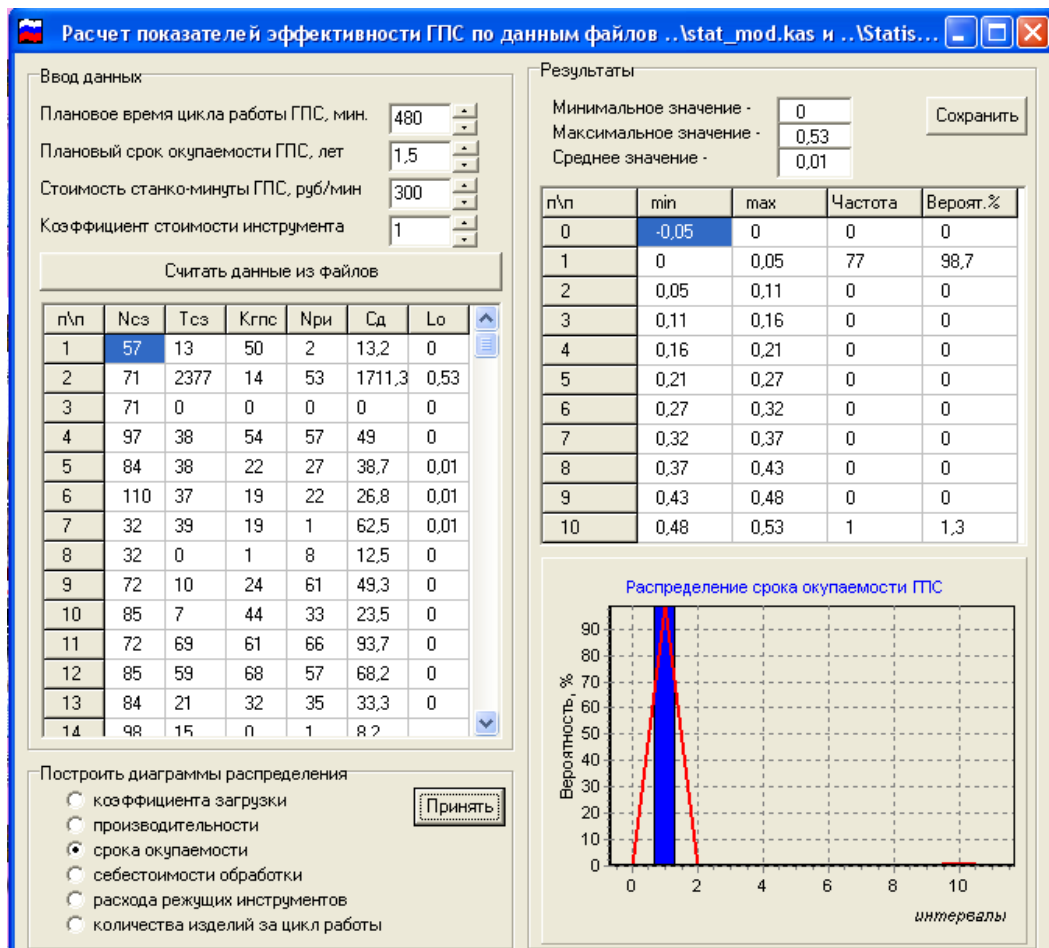 Расчет показателей эффективности ГПС по данным файлов ..\stat_mod.kas и ..\Statis...
Ввод данных
Плановое время цикла работы ГПС, мин. 480
Плановый срок окупаемости ГПС, лет 1,5
Стоимость станко-минуты ГПС, руб/мин 300
Коэффициент стоимости инструмента 1
Считать данные из файлов
п\п Nсз Tсз Kгпс Nри Cд Lo
1 57 13 50 2 13,2 0
2 71 2377 14 53 1711,3 0,53
3 71 0 0 0 0 0
4 97 38 54 57 49 0
5 84 38 22 27 38,7 0,01
6 110 37 19 22 26,8 0,01
7 32 39 19 1 62,5 0,01
8 32 0 1 8 12,5 0
9 72 10 24 61 49,3 0
10 85 7 44 33 23,5 0
11 72 69 61 66 93,7 0
12 85 59 68 57 68,2 0
13 84 21 32 35 33,3 0
14 98 15 0 1 8,2
Построить диаграммы распределения
коэффициента загрузки
производительности
срока окупаемости
себестоимости обработки
расхода режущих инструментов
количества изделий за цикл работы
Принять
Результаты
Минимальное значение - 0
Максимальное значение - 0,53
Среднее значение - 0,01
Сохранить
п\п min max Частота Вероят.%
0 -0,05 0 0 0
1 0 0,05 77 98,7
2 0,05 0,11 0 0
3 0,11 0,16 0 0
4 0,16 0,21 0 0
5 0,21 0,27 0 0
6 0,27 0,32 0 0
7 0,32 0,37 0 0
8 0,37 0,43 0 0
9 0,43 0,48 0 0
10 0,48 0,53 1 1,3
Распределение срока окупаемости ГПС
Вероятность, %
90
80
70
60
50
40
30
20
10
0
0 2 4 6 8 10
интервалы